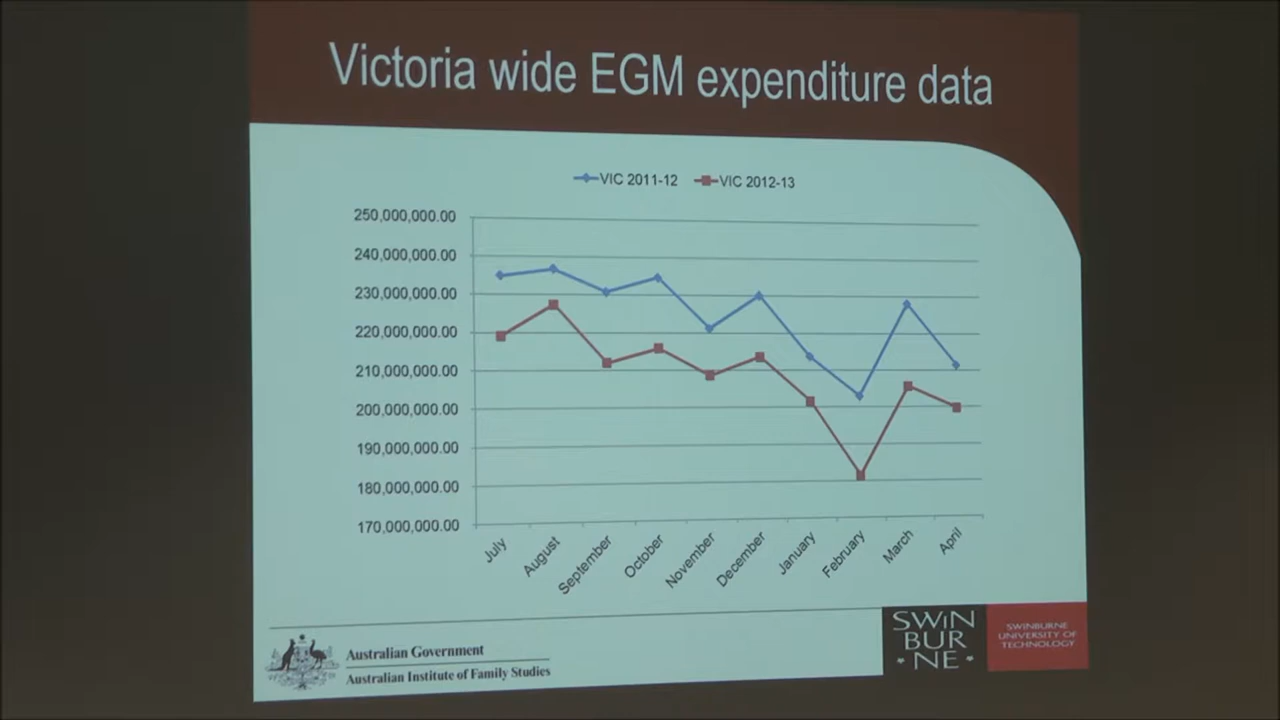 Victoria wide EGM expenditure data
VIC 2011-12
VIC 2012-13
250,000,000.00
240,000,000.00
230,000,000.00
220,000,000.00
210,000,000.00
200,000,000.00
190,000,000.00
180,000,000.00
170,000,000.00
July
August
September
October
November
December
January
February
March
April
Australian Government
Australian Institute of Family Studies
SWiN
BUR
* NE *
SWINBURNE
UNIVERSITY OF
TECHNOLOGY